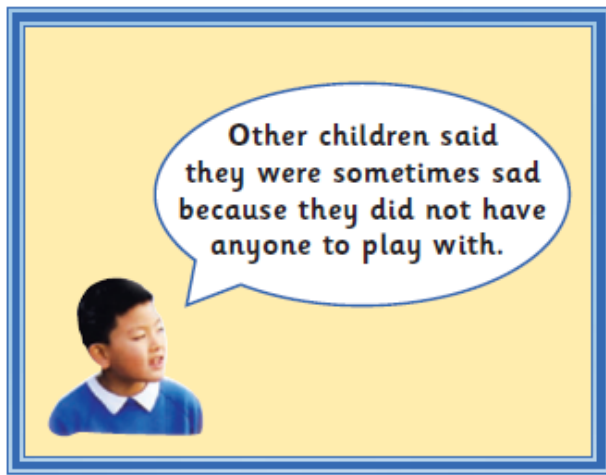 Other children said
they were sometimes sad
because they did not have
anyone to play with.